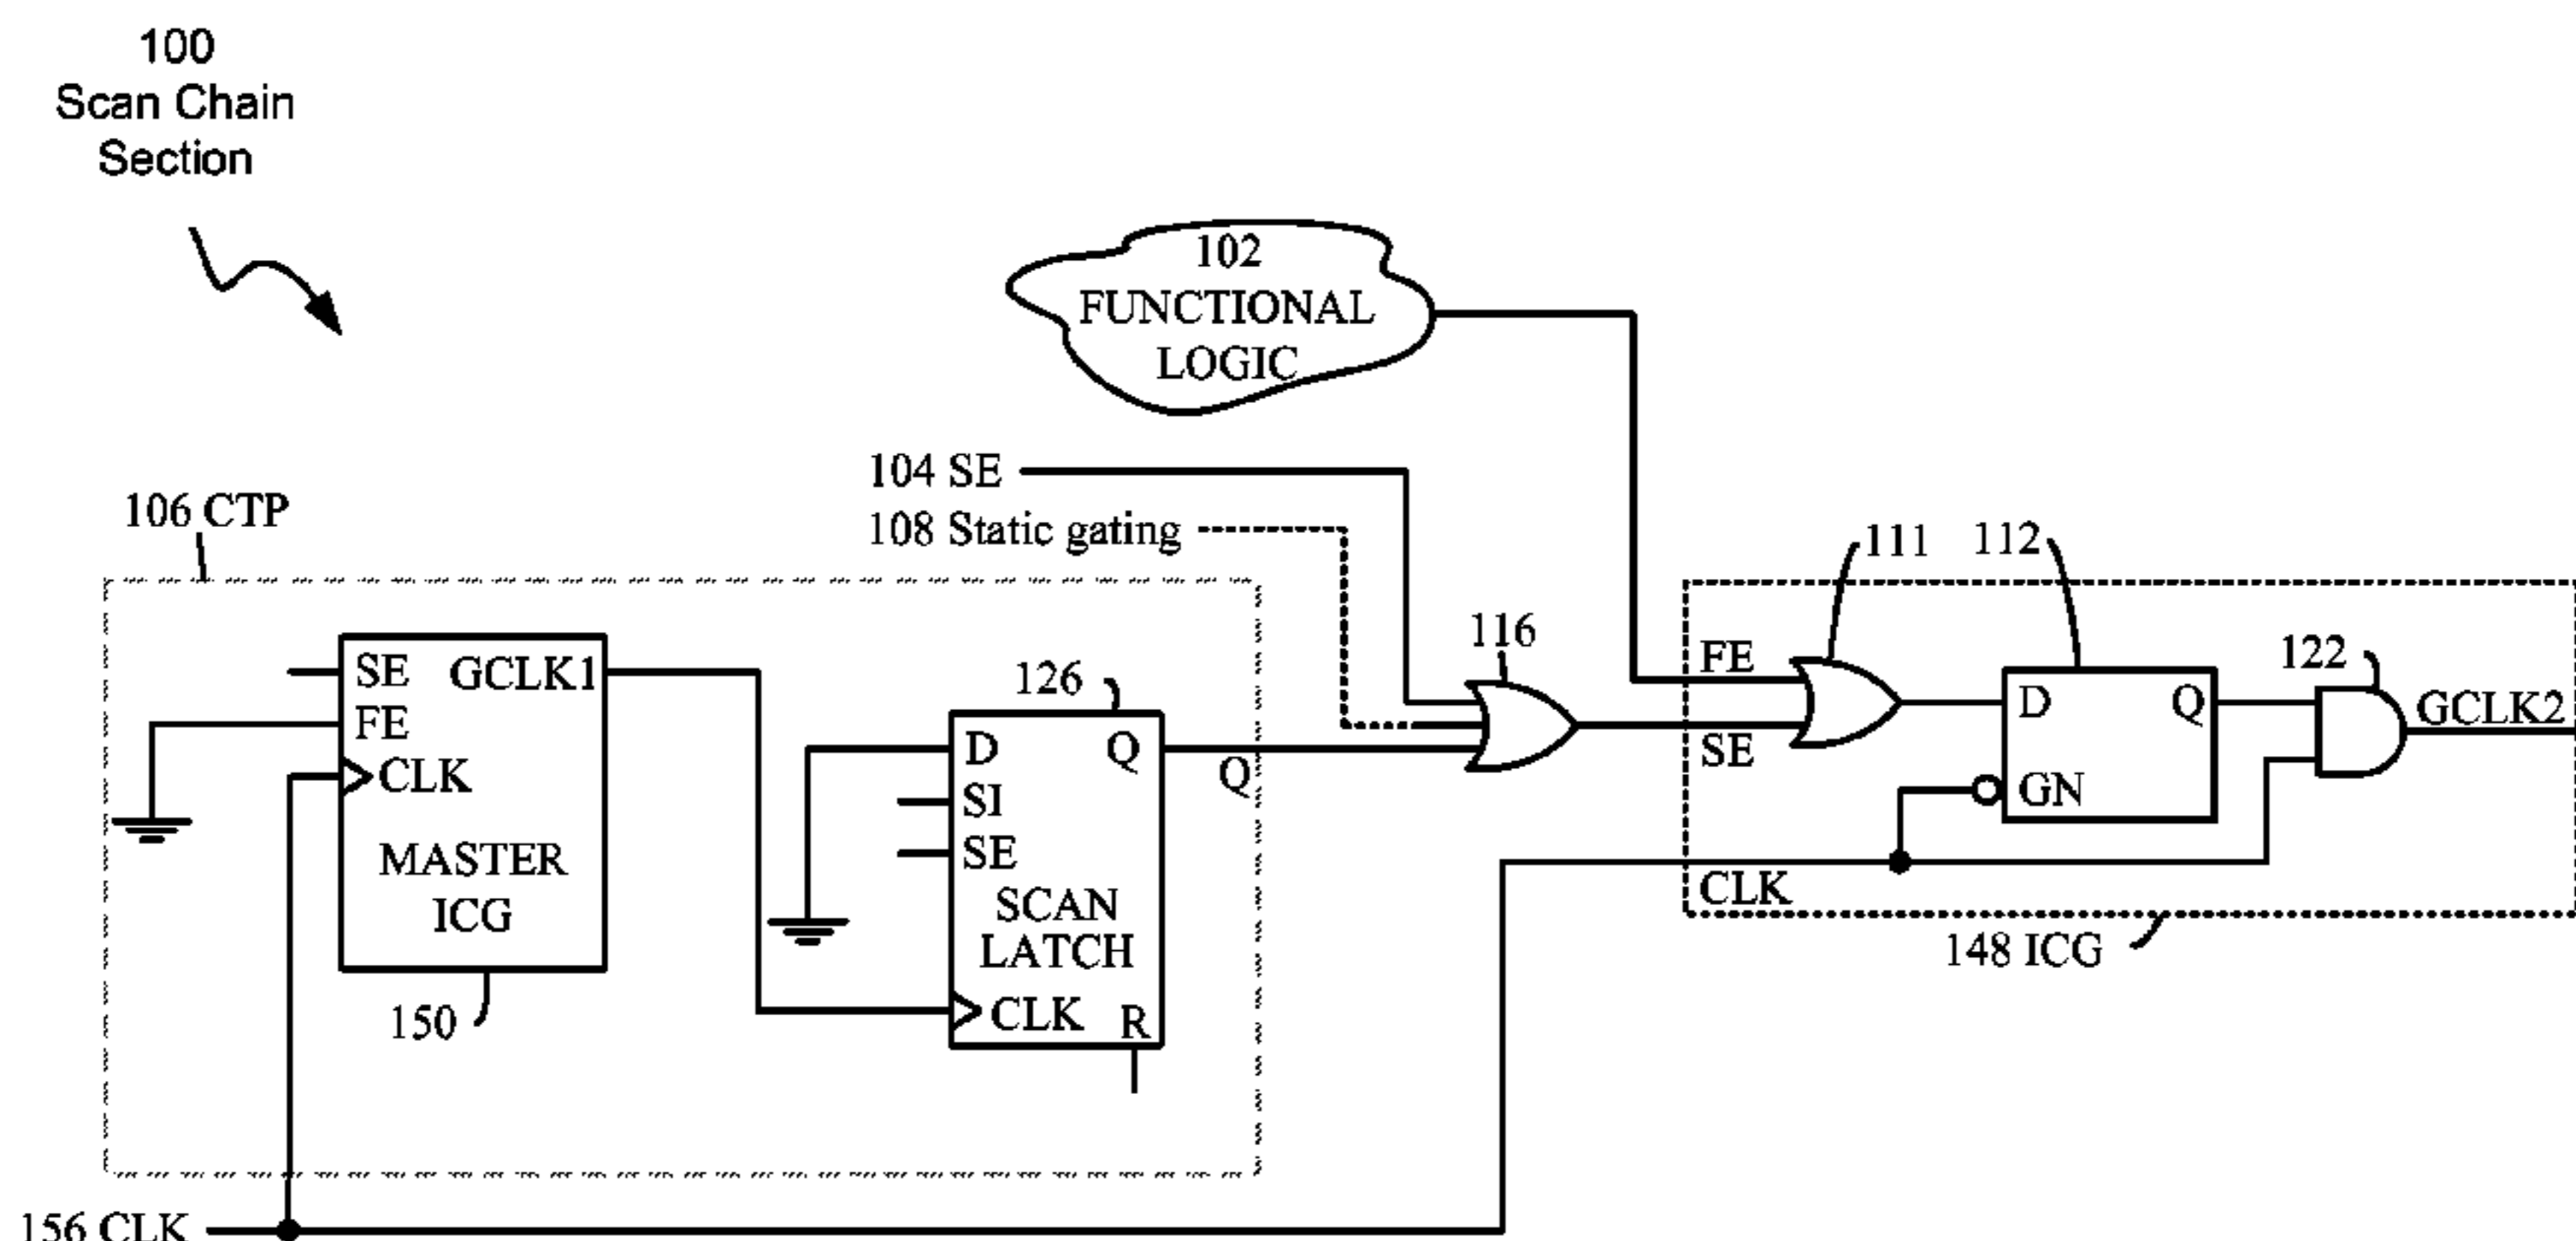 100
Scan Chain
Section
102
FUNCTIONAL
LOGIC
104 SE
108 Static gating
106 CTP
SE
GCLK1
FE
CLK
MASTER
ICG
150
126
D
Q
SI
SE
SCAN
LATCH
CLK
R
Q
116
111
112
122
FE
SE
D
Q
GN
CLK
GCLK2
148 ICG
156 CLK